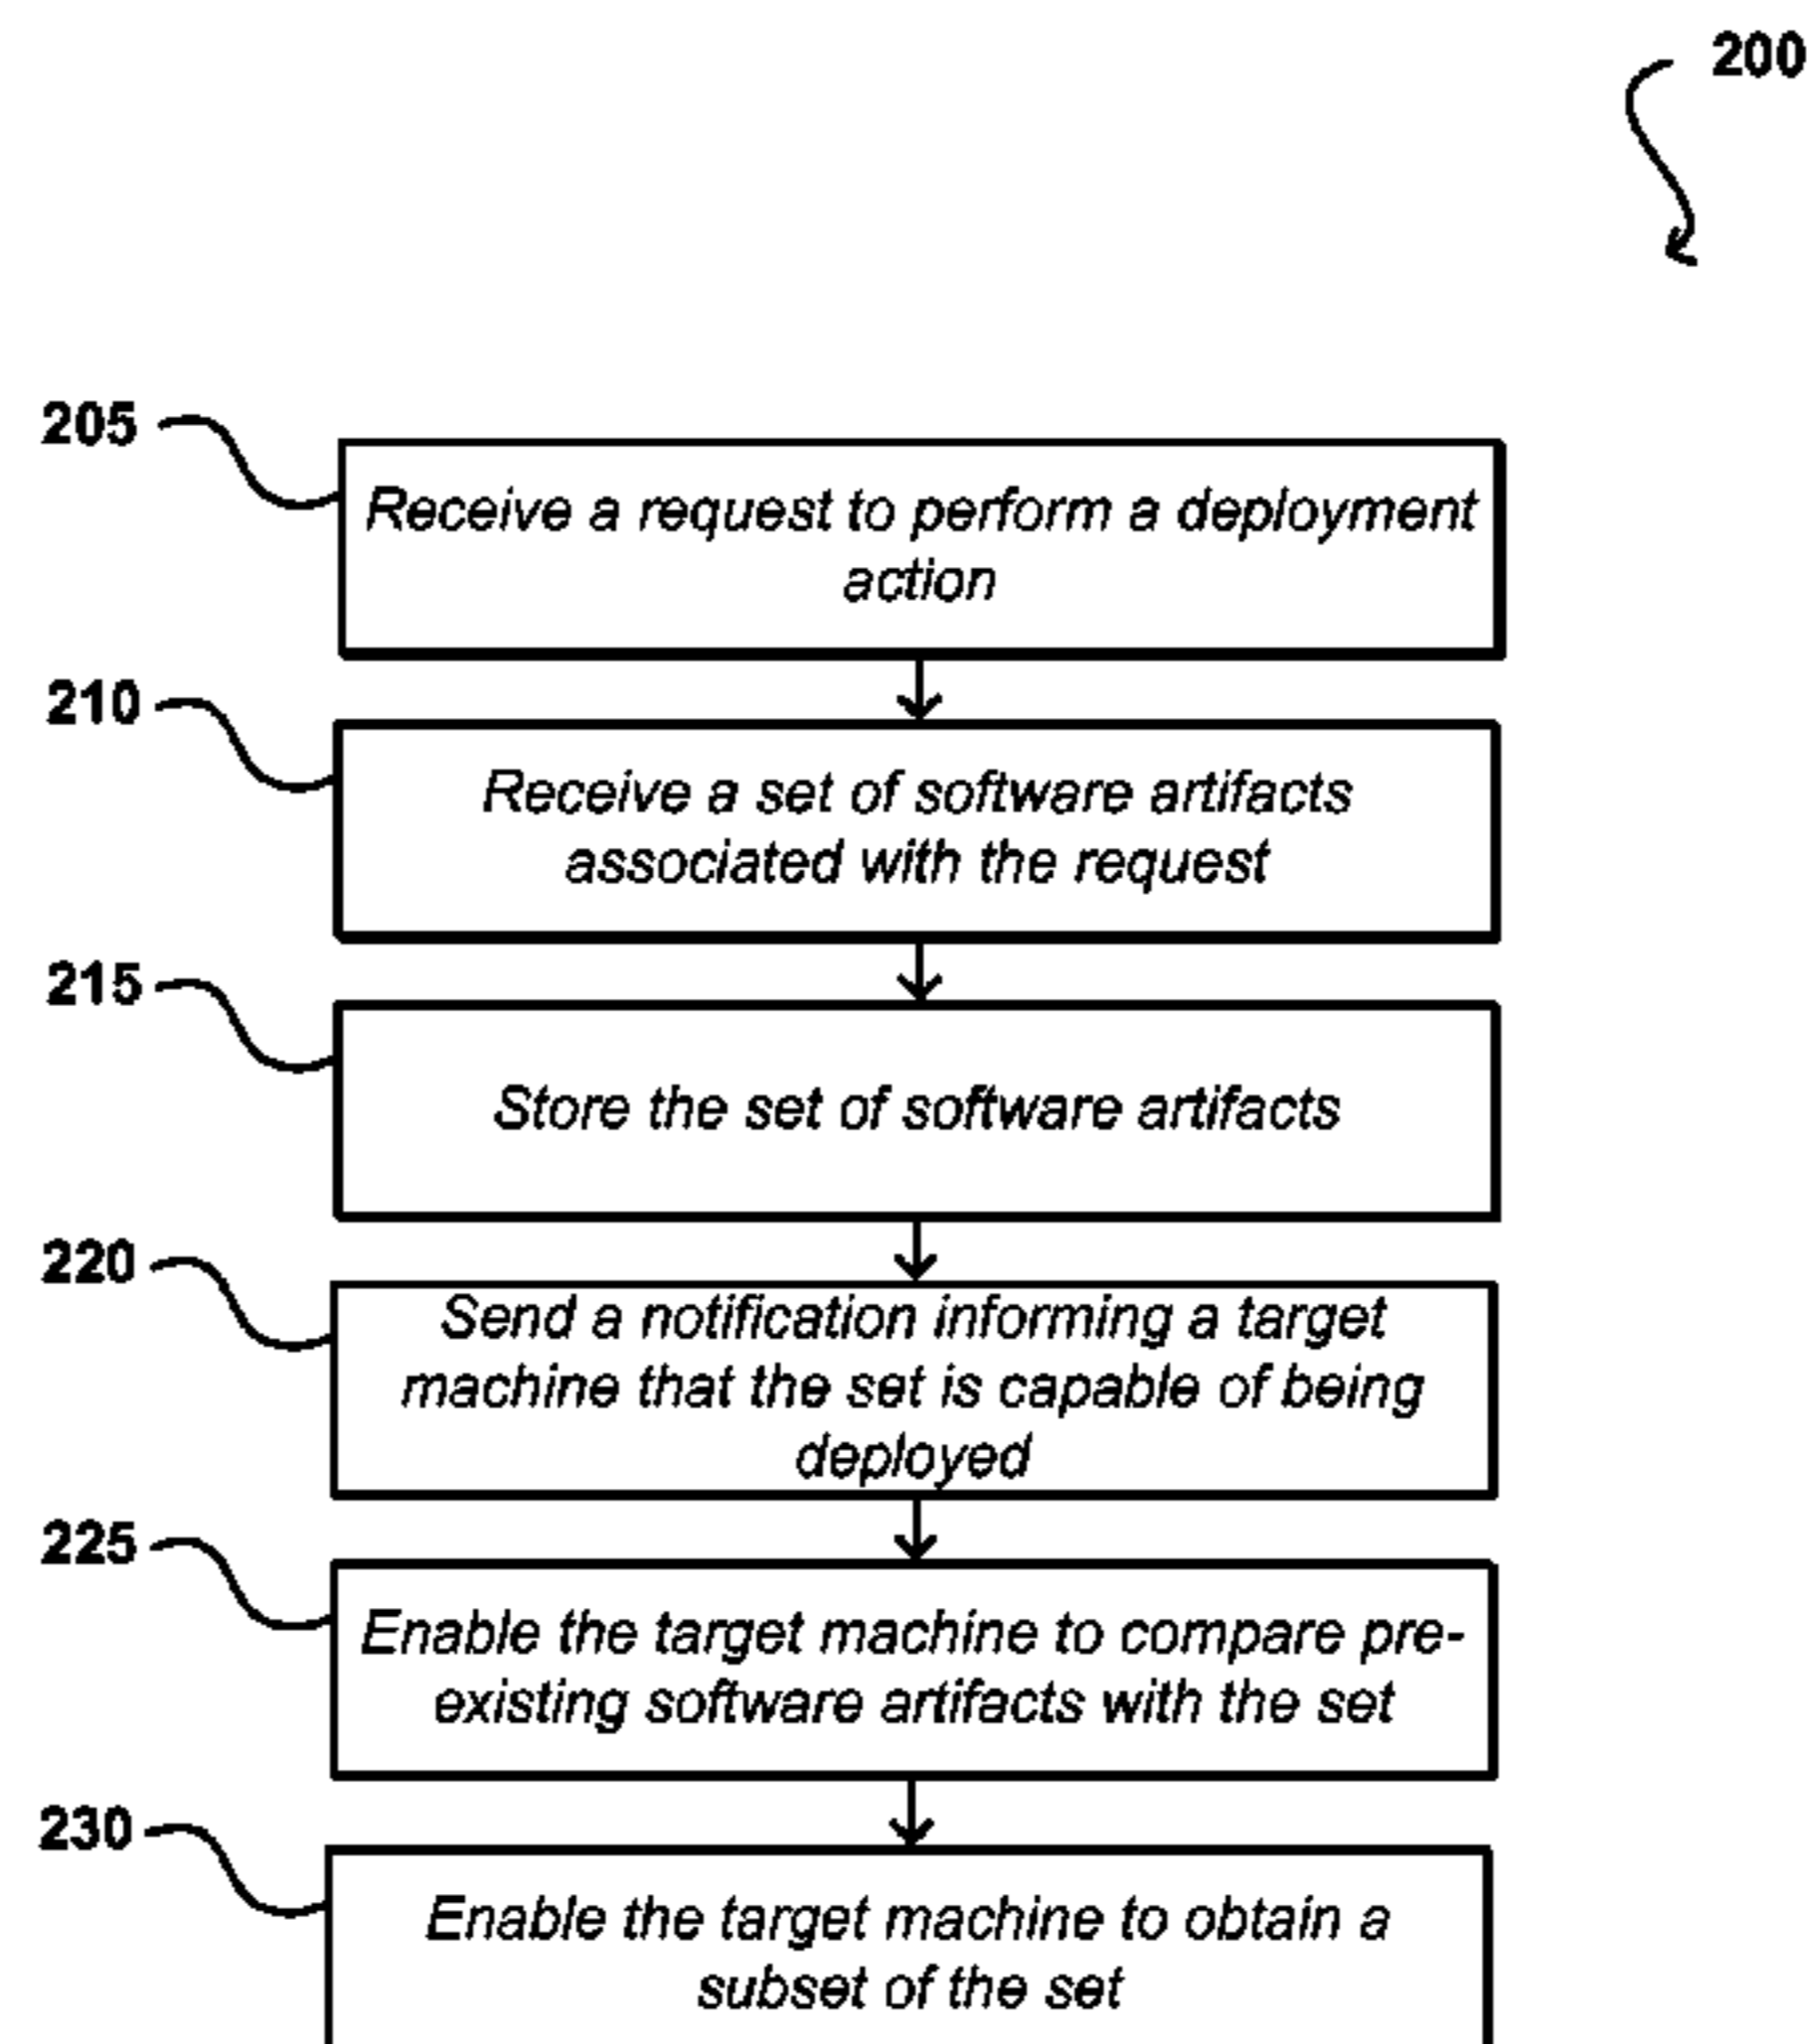 200
205
Receive a request to perform a deployment
action
210
Receive a set of software artifacts
associated with the request
215
Store the set of software artifacts
220
Send a notification informing a target
machine that the set is capable of being
deployed
225
Enable the target machine to compare pre-
existing software artifacts with the set
230
Enable the target machine to obtain a
subset of the set